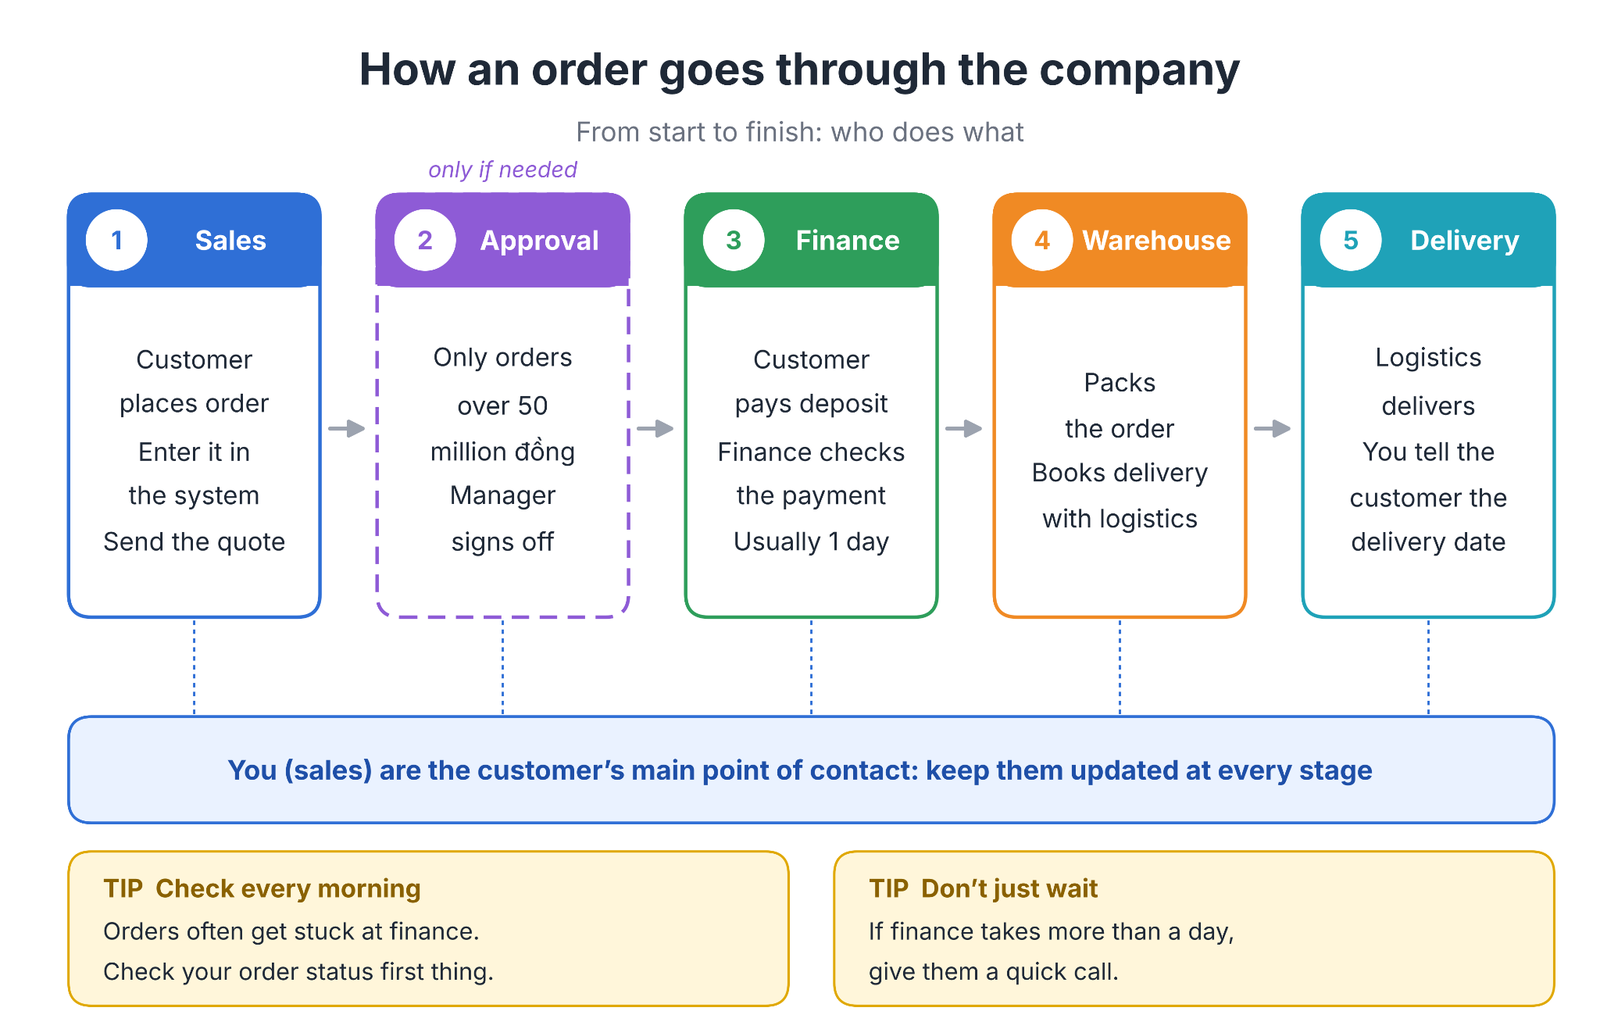 How an order goes through the company
From start to finish: who does what
only if needed
1 Sales
Customer
places order
Enter it in
the system
Send the quote
2 Approval
Only orders
over 50
million đồng
Manager
signs off
3 Finance
Customer
pays deposit
Finance checks
the payment
Usually 1 day
4 Warehouse
Packs
the order
Books delivery
with logistics
5 Delivery
Logistics
delivers
You tell the
customer the
delivery date
You (sales) are the customer’s main point of contact: keep them updated at every stage
TIP Check every morning
Orders often get stuck at finance.
Check your order status first thing.
TIP Don’t just wait
If finance takes more than a day,
give them a quick call.